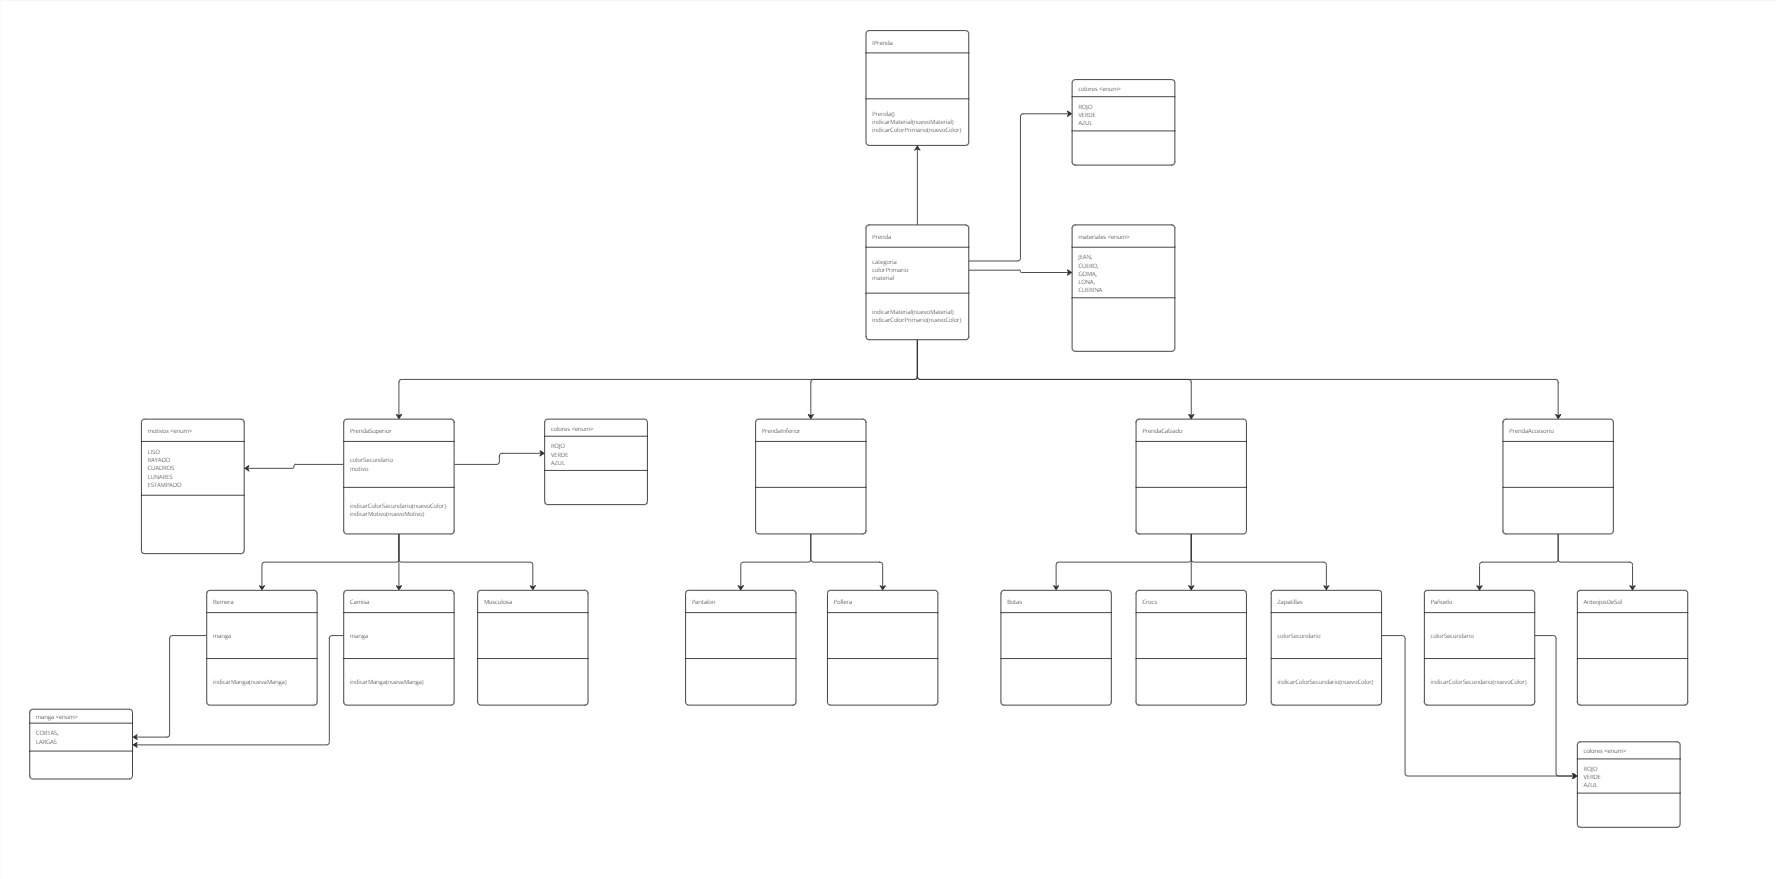 IPrenda
Prenda()
indicarMaterial(nuevoMaterial)
indicarColorPrimario(nuevoColor)
colores <enum>
ROJO
VERDE
AZUL
Prenda
categoria
colorPrimario
material
indicarMaterial(nuevoMaterial)
indicarColorPrimario(nuevoColor)
materiales <enum>
JEAN,
CUERO,
GOMA,
LONA,
CUERINA
motivos <enum>
LISO
RAYADO
CUADROS
LUNARES
ESTAMPADO
PrendaSuperior
colorSecundario
motivo
indicarColorSecundario(nuevoColor)
indicarMotivo(nuevoMotivo)
colores <enum>
ROJO
VERDE
AZUL
PrendaInferior
PrendaCalzado
PrendaAccesorio
Remera
manga
indicarManga(nuevaManga)
Camisa
manga
indicarManga(nuevaManga)
Musculosa
Pantalon
Pollera
Botas
Crocs
Zapatillas
colorSecundario
indicarColorSecundario(nuevoColor)
Pañuelo
colorSecundario
indicarColorSecundario(nuevoColor)
AnteojosDeSol
manga <enum>
CORTAS,
LARGAS
colores <enum>
ROJO
VERDE
AZUL